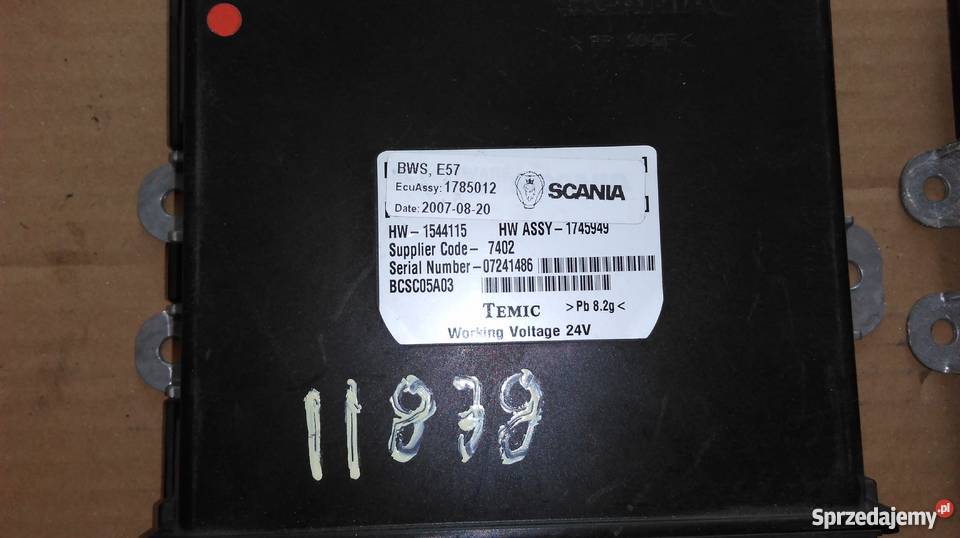 BWS, E57
EcuAssy: 1785012
SCANIA
Date: 2007-08-20
HW-1544115 HW ASSY-1745949
Supplier Code- 7402
Serial Number-07241486
BCSC05A03
TEMIC >Pb 8.2g<
Working Voltage 24V
11838
Sprzedajemy.pl